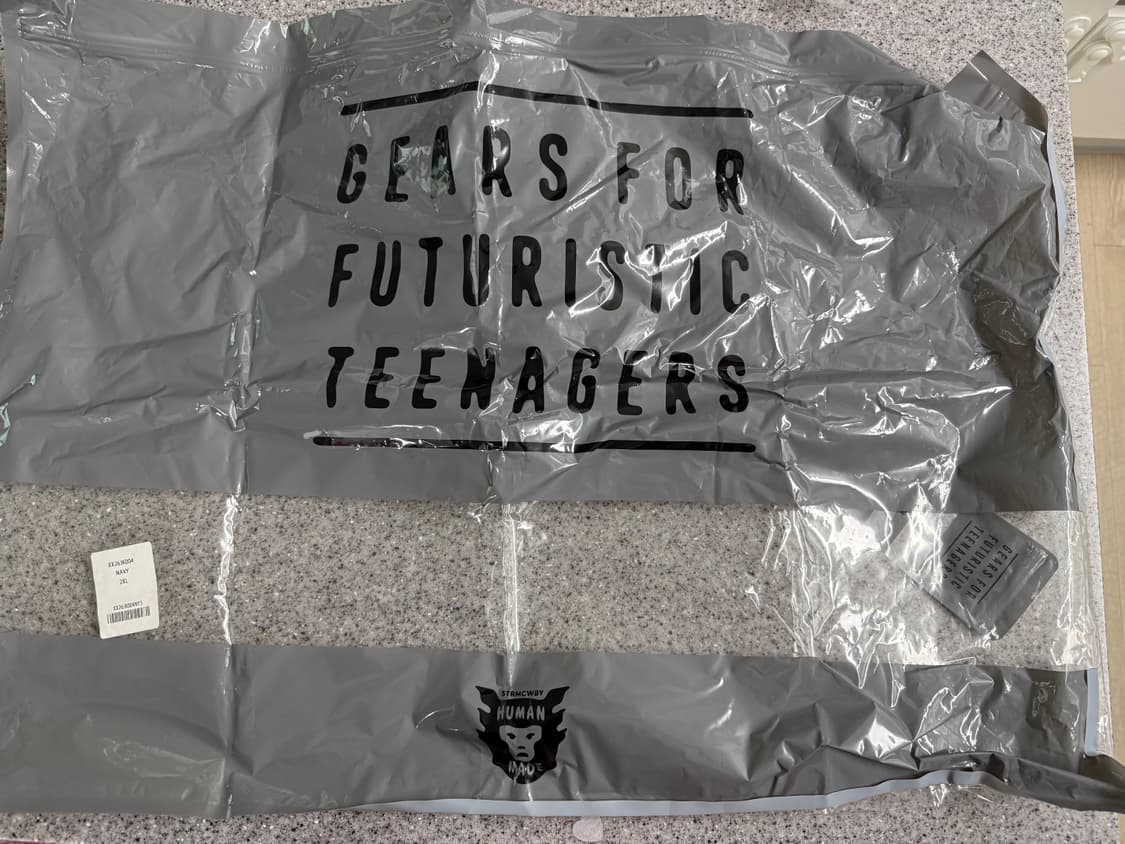 GEARS FOR
FUTURISTIC
TEENAGERS
NAVY
2XL
GEARS FOR
FUTURISTIC
TEENAGERS
STRMCWBY
HUMAN
MADE